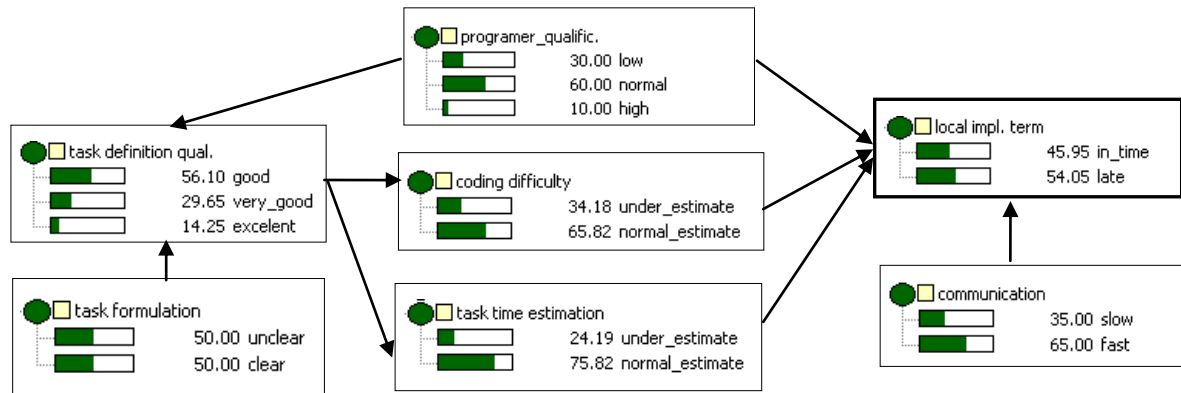 programer_qualific.
30.00 low
60.00 normal
10.00 high
task definition qual.
56.10 good
29.65 very_good
14.25 excelent
coding difficulty
34.18 under_estimate
65.82 normal_estimate
local impl. term
45.95 in_time
54.05 late
task formulation
50.00 unclear
50.00 clear
task time estimation
24.19 under_estimate
75.82 normal_estimate
communication
35.00 slow
65.00 fast